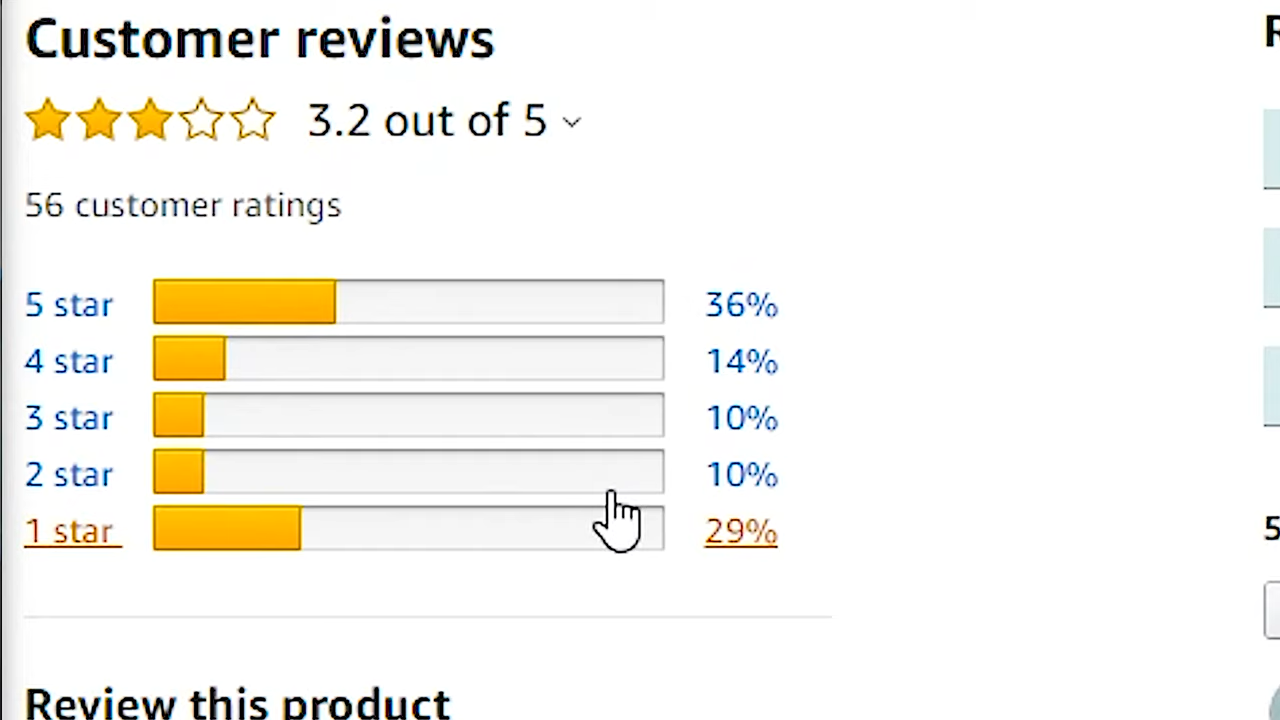 Customer reviews
3.2 out of 5
56 customer ratings
5 star 36%
4 star 14%
3 star 10%
2 star 10%
1 star 29%
Review this product
R
5